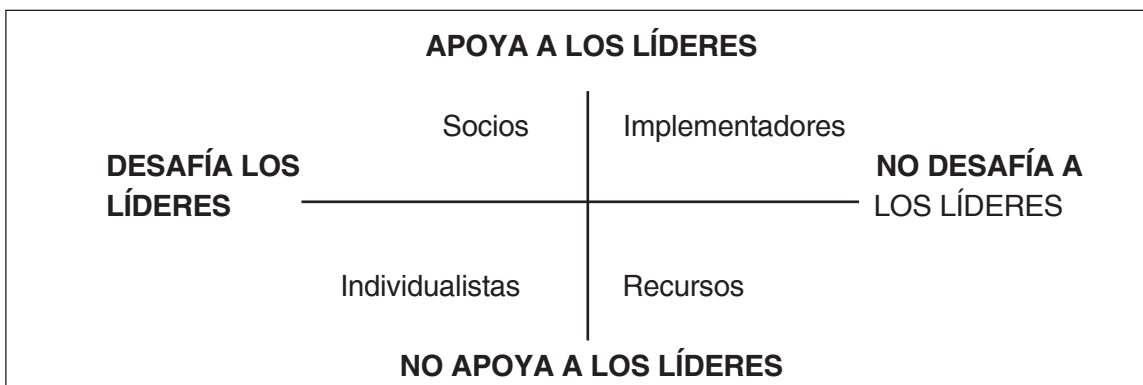 APOYA A LOS LÍDERES
Socios
Implementadores
DESAFÍA LOS
LÍDERES
NO DESAFÍA A
LOS LÍDERES
Individualistas
Recursos
NO APOYA A LOS LÍDERES